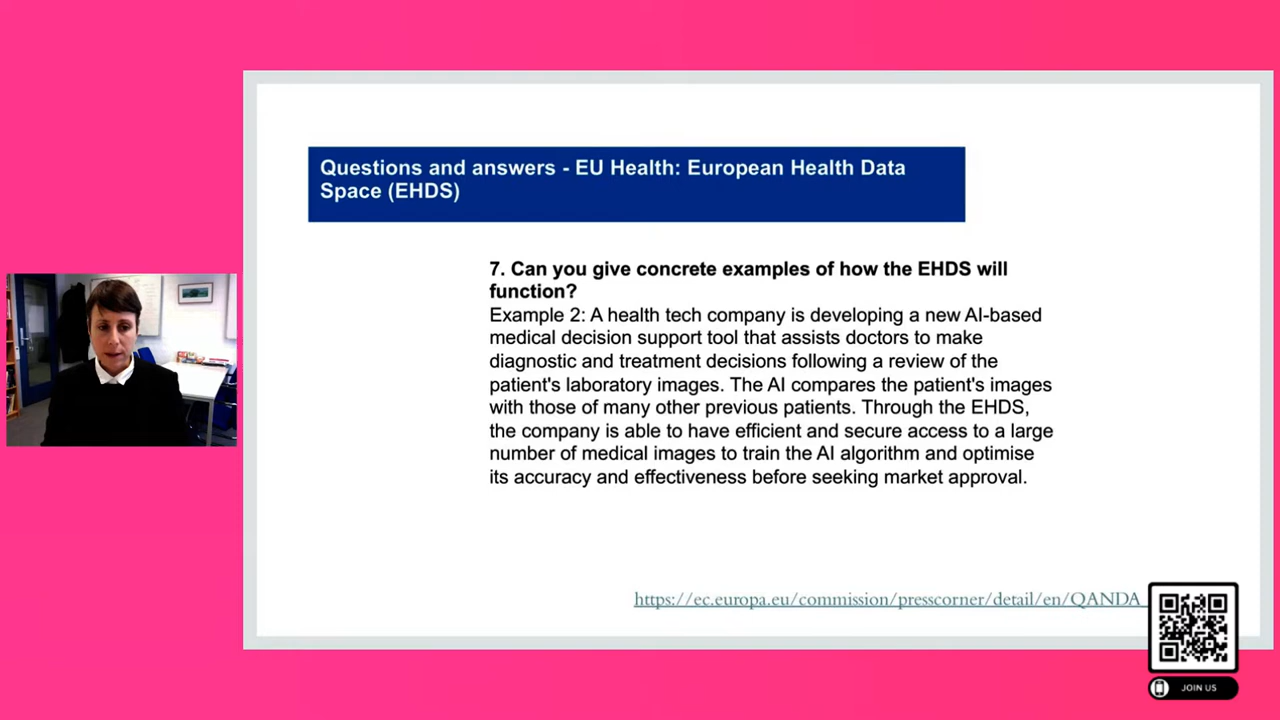 Questions and answers - EU Health: European Health Data
Space (EHDS)
7. Can you give concrete examples of how the EHDS will
function?
Example 2: A health tech company is developing a new AI-based
medical decision support tool that assists doctors to make
diagnostic and treatment decisions following a review of the
patient's laboratory images. The AI compares the patient's images
with those of many other previous patients. Through the EHDS,
the company is able to have efficient and secure access to a large
number of medical images to train the AI algorithm and optimise
its accuracy and effectiveness before seeking market approval.
https://ec.europa.eu/commission/presscorner/detail/en/QANDA_
JOIN US